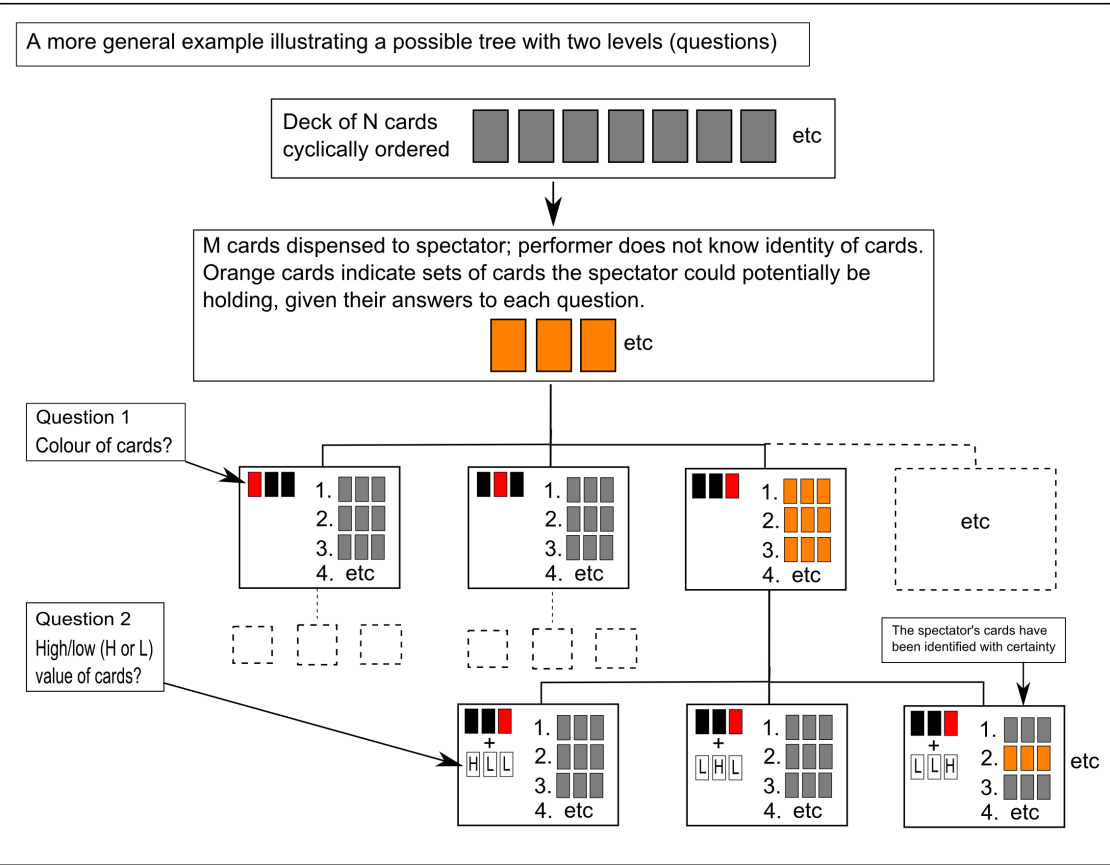 A more general example illustrating a possible tree with two levels (questions)
Deck of N cards
cyclically ordered
etc
M cards dispensed to spectator; performer does not know identity of cards.
Orange cards indicate sets of cards the spectator could potentially be
holding, given their answers to each question.
etc
Question 1
Colour of cards?
1.
2.
3.
4. etc
1.
2.
3.
4. etc
1.
2.
3.
4. etc
etc
Question 2
High/low (H or L)
value of cards?
The spectator's cards have
been identified with certainty
+
H L L
1.
2.
3.
4. etc
+
L H L
1.
2.
3.
4. etc
+
L L H
1.
2.
3.
4. etc
etc